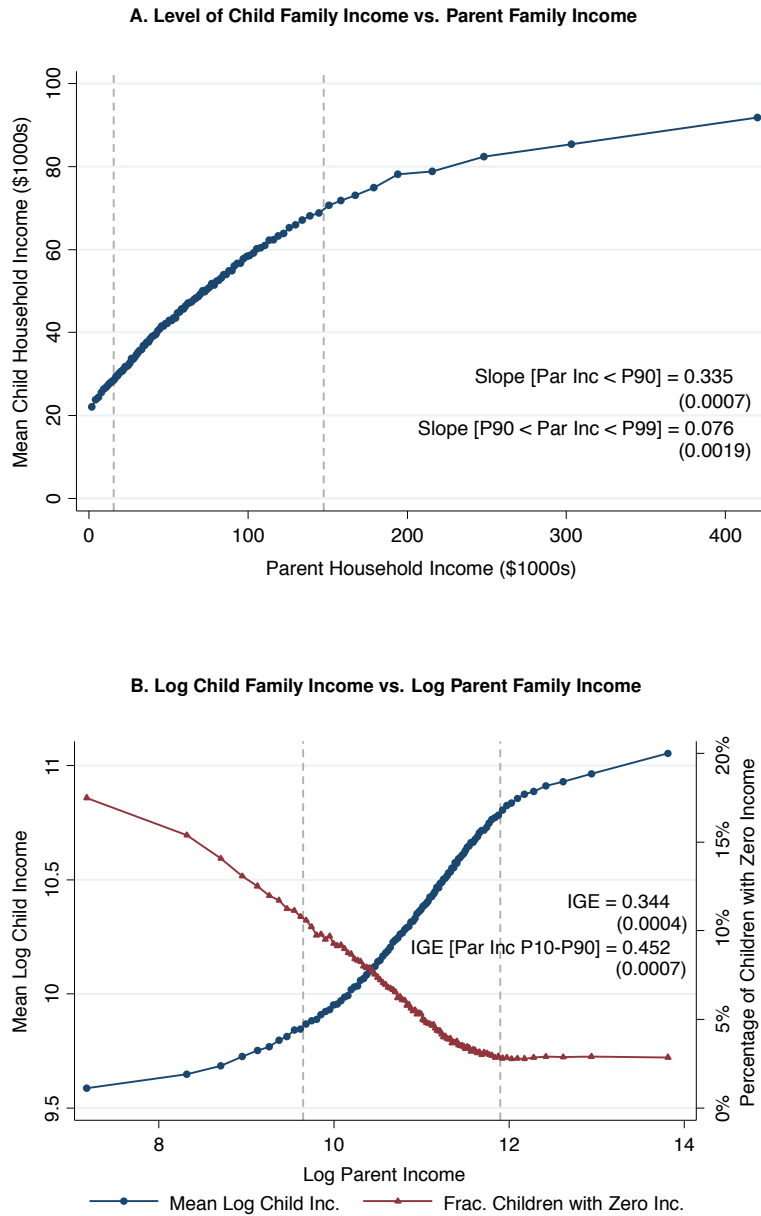 A. Level of Child Family Income vs. Parent Family Income
Mean Child Household Income ($1000s)
100
80
60
40
20
0
Slope [Par Inc < P90] = 0.335
(0.0007)
Slope [P90 < Par Inc < P99] = 0.076
(0.0019)
0 100 200 300 400
Parent Household Income ($1000s)
B. Log Child Family Income vs. Log Parent Family Income
Mean Log Child Income
11
10.5
10
9.5
Percentage of Children with Zero Income
20%
15%
10%
5%
0%
IGE = 0.344
(0.0004)
IGE [Par Inc P10-P90] = 0.452
(0.0007)
8 10 12 14
Log Parent Income
Mean Log Child Inc. Frac. Children with Zero Inc.